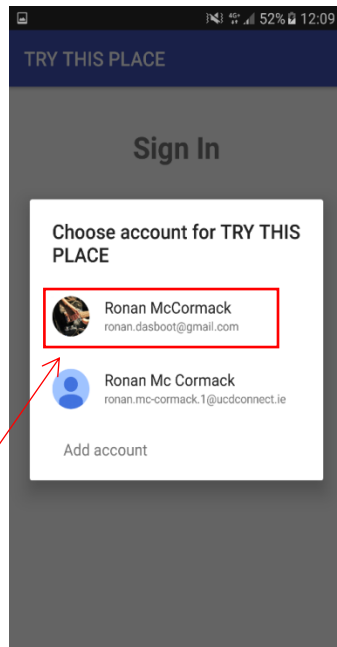 52% 12:09
TRY THIS PLACE
Sign In
Choose account for TRY THIS
PLACE
Ronan McCormack
ronan.dasboot@gmail.com
Ronan Mc Cormack
ronan.mc-cormack.1@ucdconnect.ie
Add account